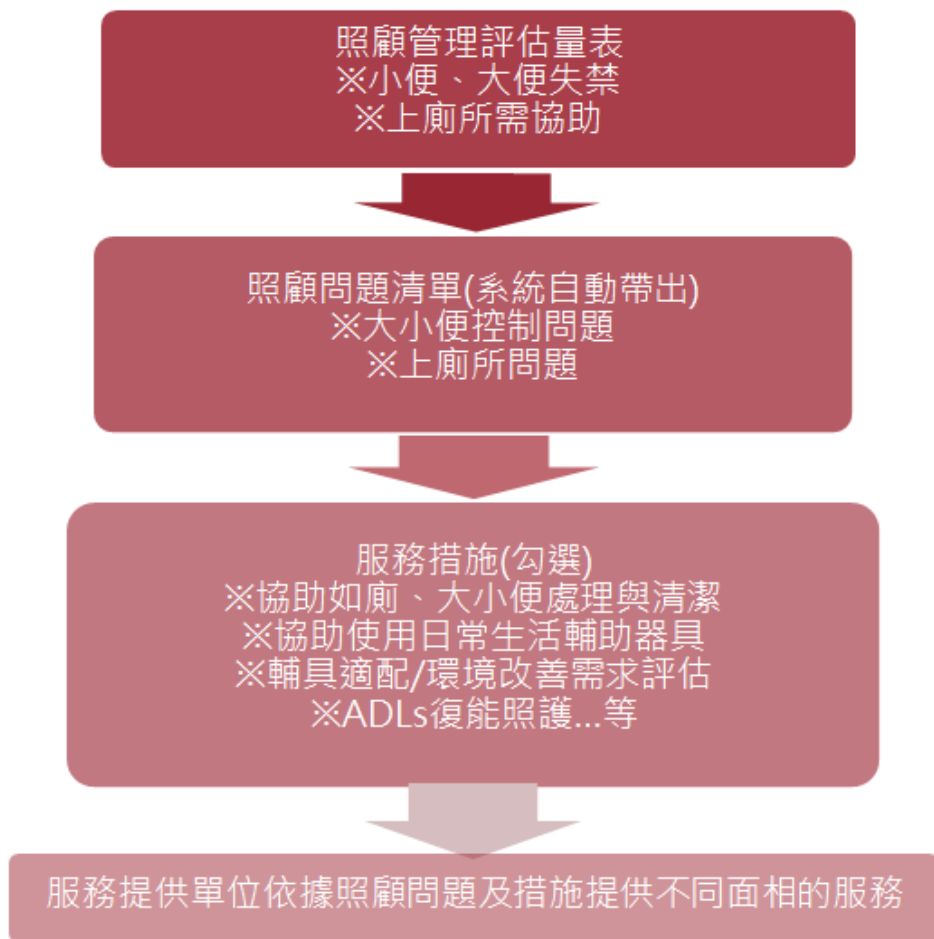 照顧管理評估量表
※小便、大便失禁
※上廁所需協助
照顧問題清單(系統自動帶出)
※大小便控制問題
※上廁所問題
服務措施(勾選)
※協助如廁、大小便處理與清潔
※協助使用日常生活輔助器具
※輔具適配/環境改善需求評估
※ADLs復能照護...等
服務提供單位依據照顧問題及措施提供不同面相的服務